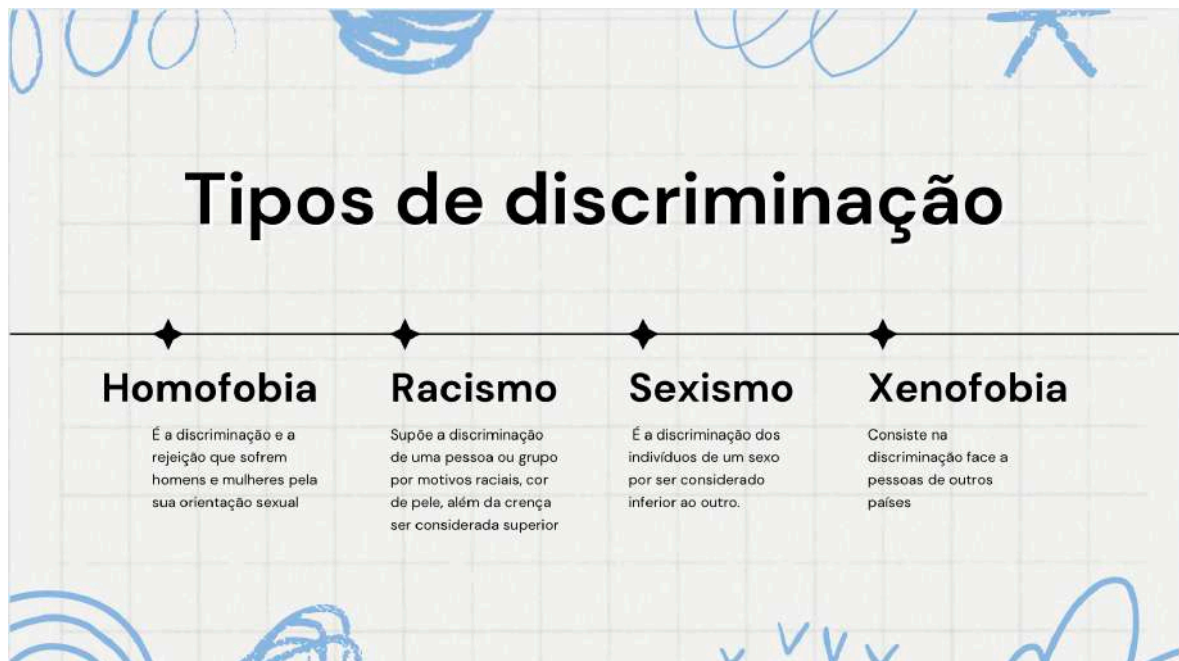 Tipos de discriminação
Homofobia
É a discriminação e a
rejeição que sofrem
homens e mulheres pela
sua orientação sexual
Racismo
Supõe a discriminação
de uma pessoa ou grupo
por motivos raciais, cor
de pele, além da crença
ser considerada superior
Sexismo
É a discriminação dos
indivíduos de um sexo
por ser considerado
inferior ao outro.
Xenofobia
Consiste na
discriminação face a
pessoas de outros
países